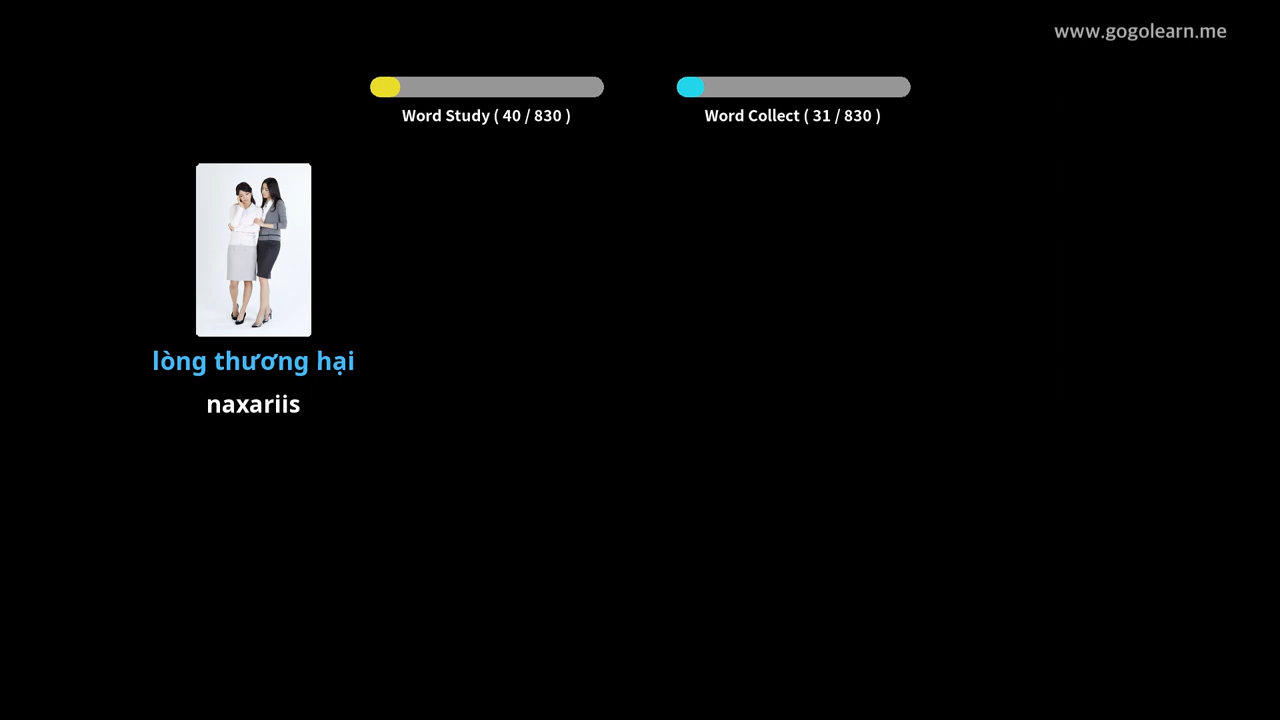 www.gogolearn.me
Word Study ( 40 / 830 )
Word Collect ( 31 / 830 )
lòng thương hại
naxariis